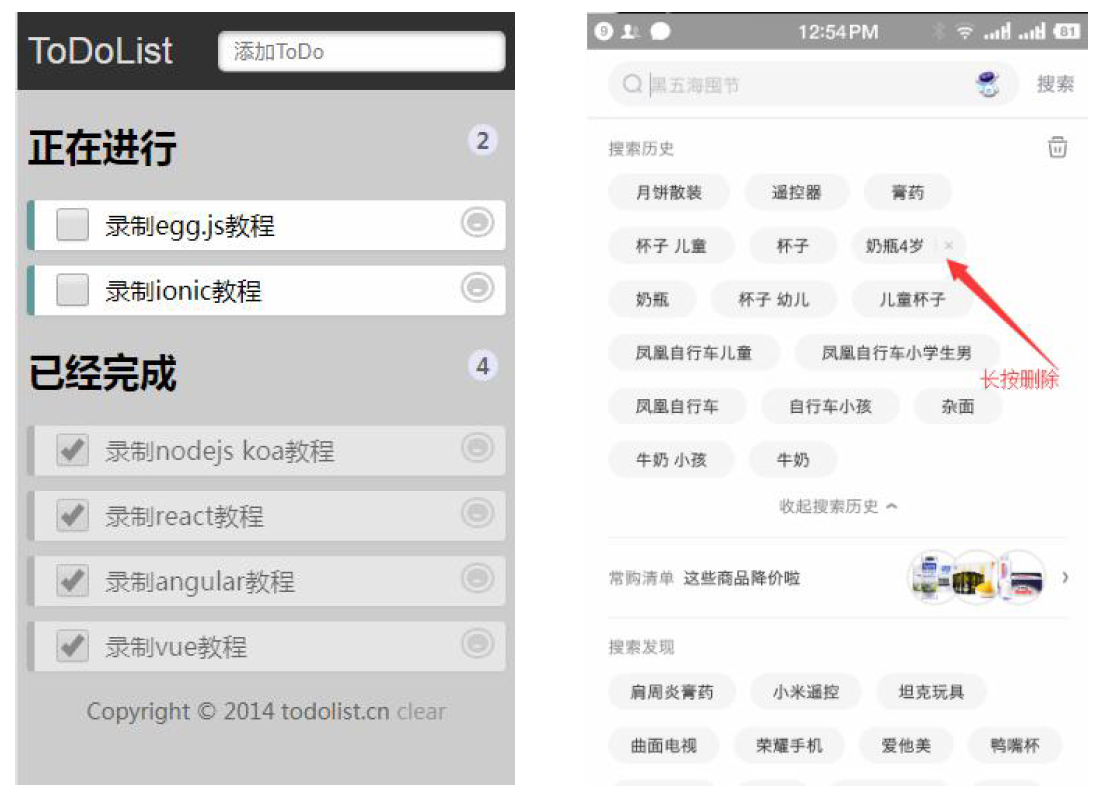 ToDoList 添加ToDo
正在进行 2
录制egg.js教程
录制ionic教程
已经完成 4
录制nodejs koa教程
录制react教程
录制angular教程
录制vue教程
Copyright © 2014 todolist.cn clear
9 12:54PM 81
黑五海囤节 搜索
搜索历史
月饼散装 遥控器 膏药
杯子 儿童 杯子 奶瓶4岁 ×
奶瓶 杯子 幼儿 儿童杯子
凤凰自行车儿童 凤凰自行车小学生男
长按删除
凤凰自行车 自行车小孩 杂面
牛奶 小孩 牛奶
收起搜索历史
常购清单 这些商品降价啦
搜索发现
肩周炎膏药 小米遥控 坦克玩具
曲面电视 荣耀手机 爱他美 鸭嘴杯